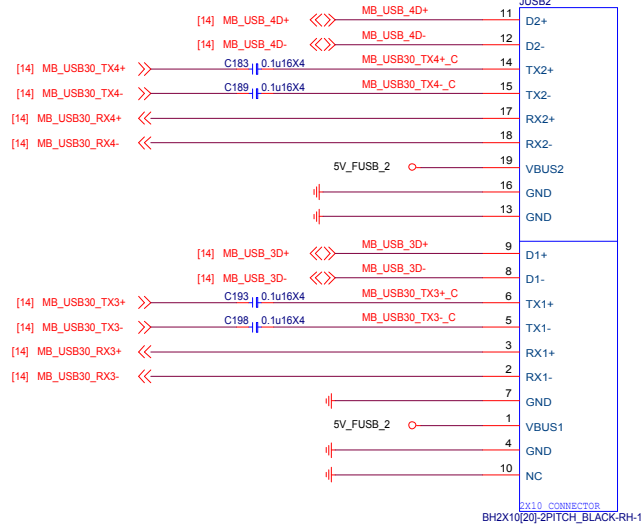 JUSB2
[14] MB_USB_4D+ MB_USB_4D+ 11 D2+
[14] MB_USB_4D- MB_USB_4D- 12 D2-
[14] MB_USB30_TX4+ C183 0.1u16X4 MB_USB30_TX4+_C 14 TX2+
[14] MB_USB30_TX4- C189 0.1u16X4 MB_USB30_TX4-_C 15 TX2-
[14] MB_USB30_RX4+ 17 RX2+
[14] MB_USB30_RX4- 18 RX2-
5V_FUSB_2 19 VBUS2
16 GND
13 GND
[14] MB_USB_3D+ MB_USB_3D+ 9 D1+
[14] MB_USB_3D- MB_USB_3D- 8 D1-
[14] MB_USB30_TX3+ C193 0.1u16X4 MB_USB30_TX3+_C 6 TX1+
[14] MB_USB30_TX3- C198 0.1u16X4 MB_USB30_TX3-_C 5 TX1-
[14] MB_USB30_RX3+ 3 RX1+
[14] MB_USB30_RX3- 2 RX1-
7 GND
5V_FUSB_2 1 VBUS1
4 GND
10 NC
2X10 CONNECTOR
BH2X10[20]-2PITCH_BLACK-RH-1